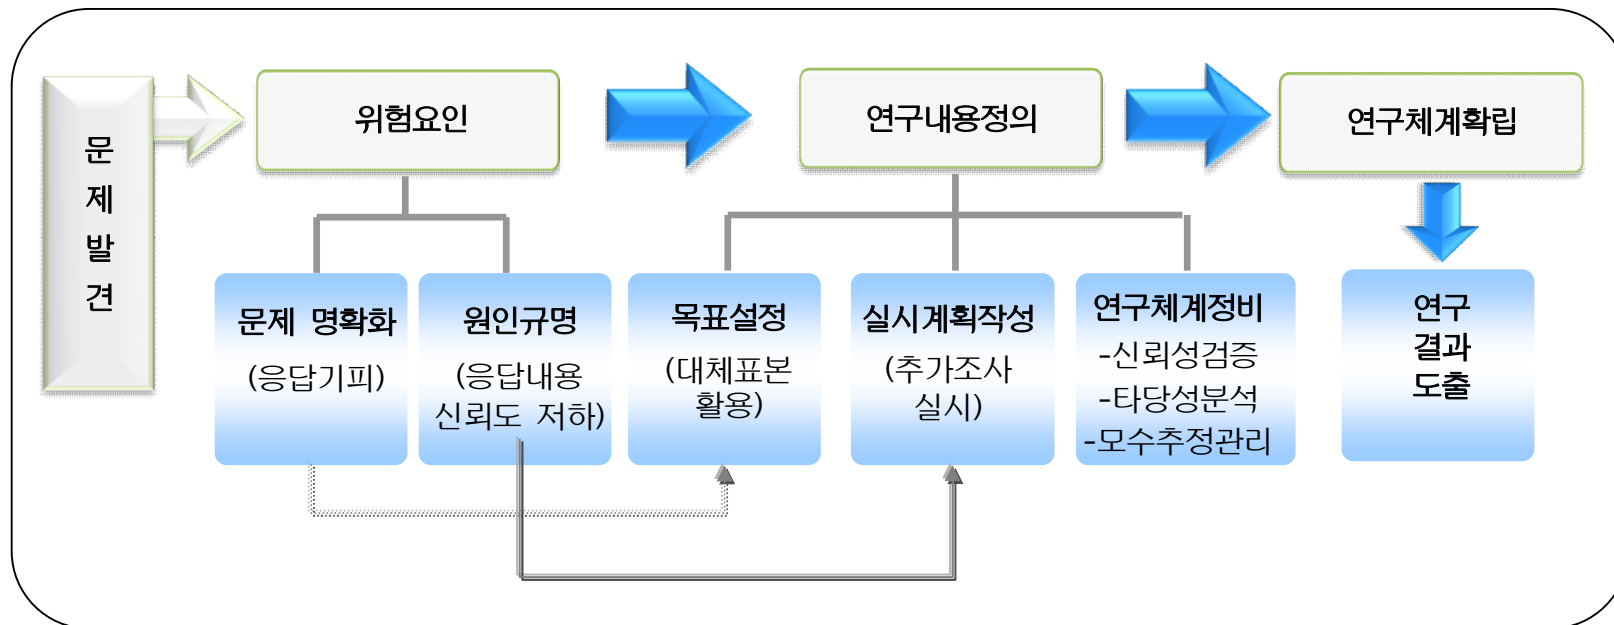 문
제
발
견
위험요인
연구내용정의
연구체계확립
문제 명확화
(응답기피)
원인규명
(응답내용
신뢰도 저하)
목표설정
(대체표본
활용)
실시계획작성
(추가조사
실시)
연구체계정비
-신뢰성검증
-타당성분석
-모수추정관리
연구
결과
도출